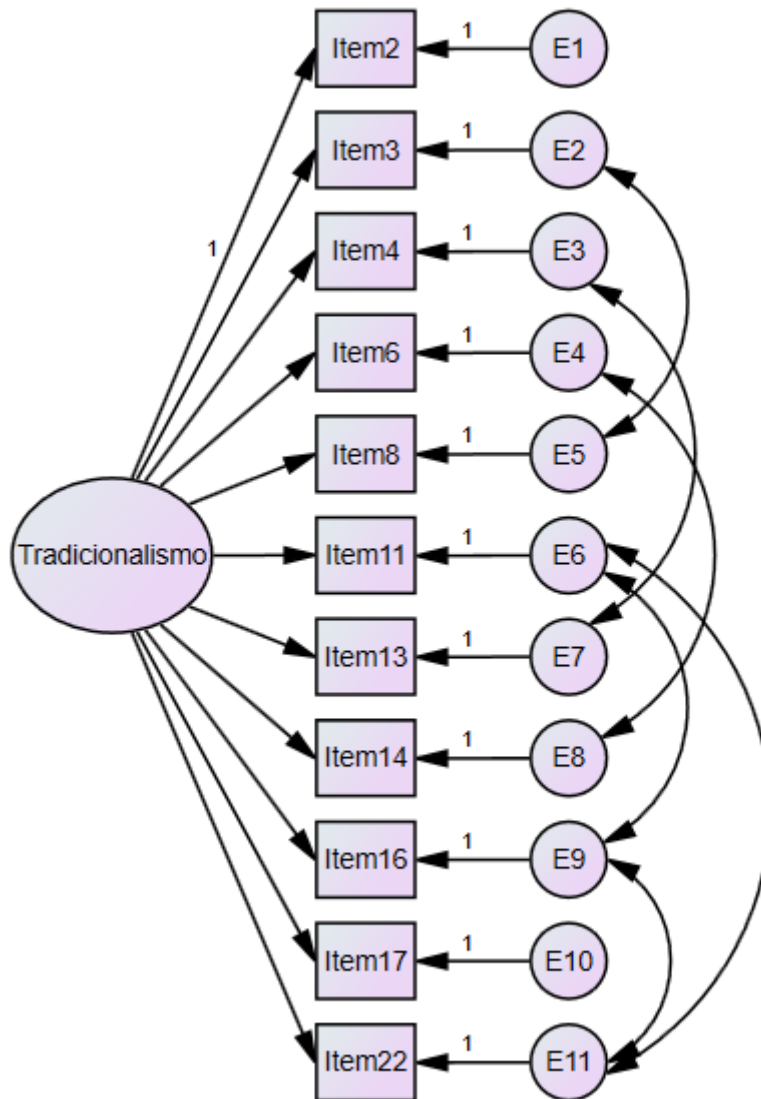 Item2
1
E1
Item3
1
E2
Item4
1
E3
1
Item6
1
E4
Item8
1
E5
Tradicionalismo
Item11
1
E6
Item13
1
E7
Item14
1
E8
Item16
1
E9
Item17
1
E10
Item22
1
E11